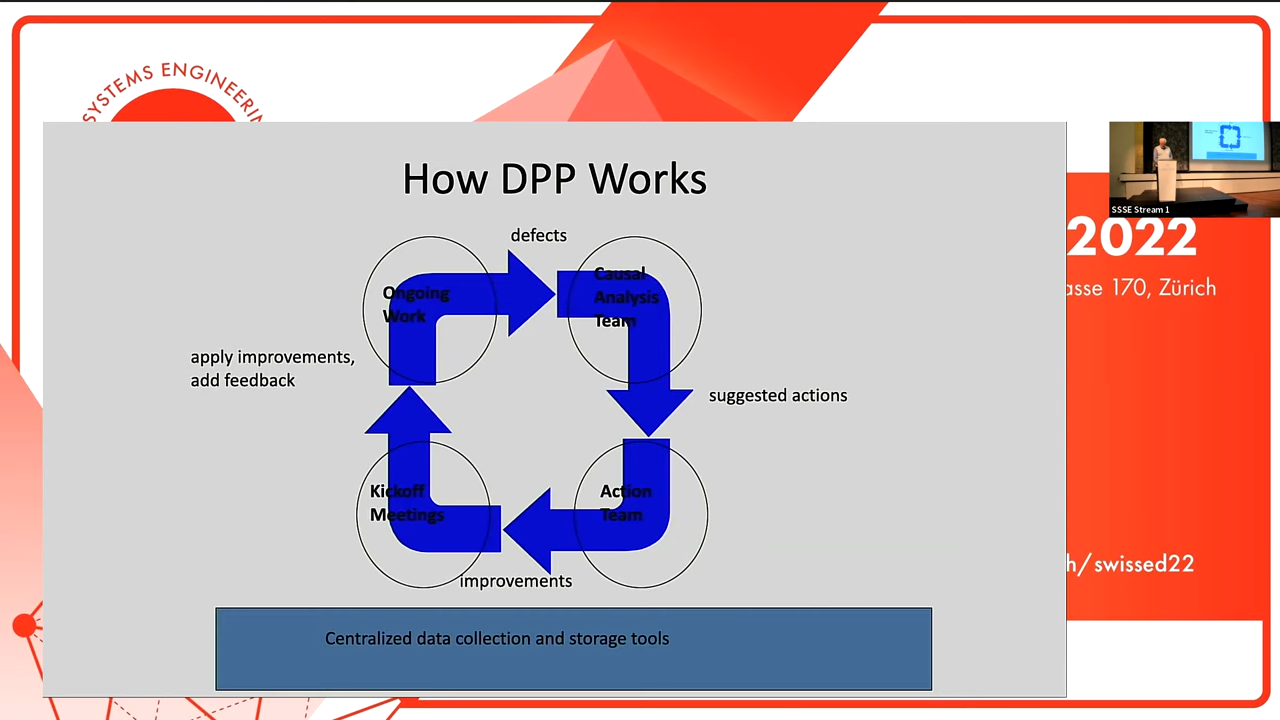 SYSTEMS ENGINEERIN
How DPP Works
defects
Ongoing
Work
Causal
Analysis
Team
apply improvements,
add feedback
suggested actions
Kickoff
Meetings
Action
Team
improvements
Centralized data collection and storage tools
SSSE Stream 1
2022
asse 170, Zürich
h/swissed22